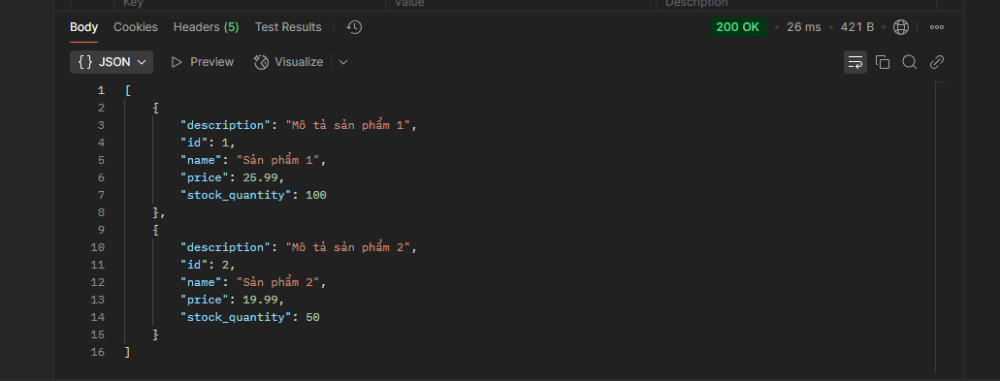 Key Value Description
Body Cookies Headers (5) Test Results 200 OK • 26 ms • 421 B
{ } JSON Preview Visualize
1 [
2 {
3 "description": "Mô tả sản phẩm 1",
4 "id": 1,
5 "name": "Sản phẩm 1",
6 "price": 25.99,
7 "stock_quantity": 100
8 },
9 {
10 "description": "Mô tả sản phẩm 2",
11 "id": 2,
12 "name": "Sản phẩm 2",
13 "price": 19.99,
14 "stock_quantity": 50
15 }
16 ]